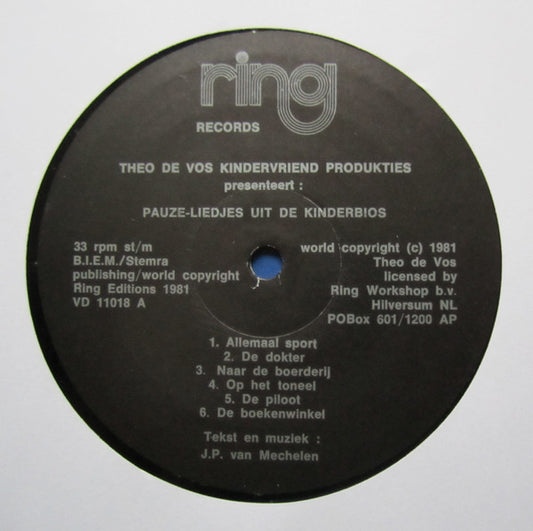 ring
RECORDS
THEO DE VOS KINDERVRIEND PRODUKTIES
presenteert :
PAUZE-LIEDJES UIT DE KINDERBIOS
33 rpm st/m
B.I.E.M./Stemra
publishing/world copyright
Ring Editions 1981
VD 11018 A
world copyright (c) 1981
Theo de Vos
licensed by
Ring Workshop b.v.
Hilversum NL
POBox 601/1200 AP
1. Allemaal sport
2. De dokter
3. Naar de boerderij
4. Op het toneel
5. De piloot
6. De boekenwinkel
Tekst en muziek :
J.P. van Mechelen